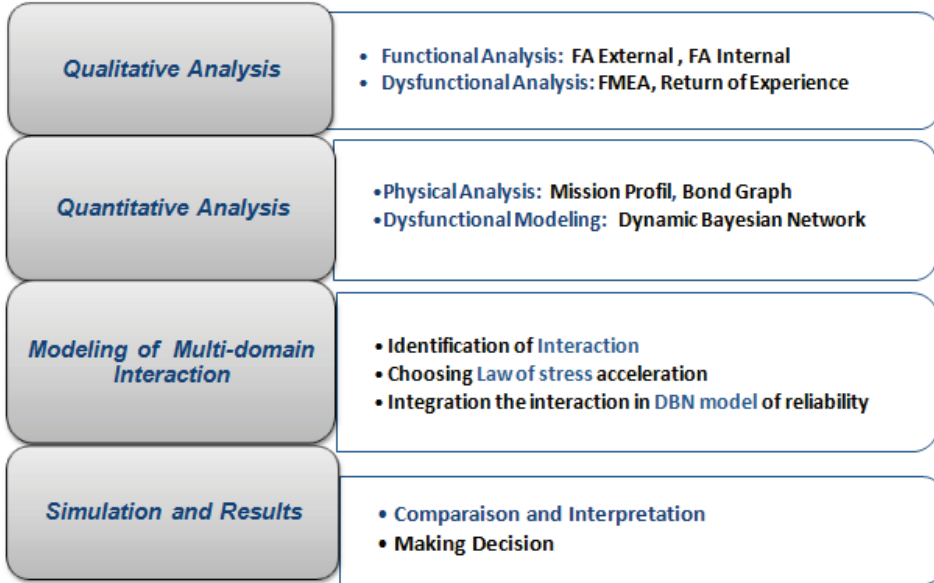 Qualitative Analysis
• Functional Analysis: FA External , FA Internal
• Dysfunctional Analysis: FMEA, Return of Experience
Quantitative Analysis
•Physical Analysis: Mission Profil, Bond Graph
•Dysfunctional Modeling: Dynamic Bayesian Network
Modeling of Multi-domain
Interaction
• Identification of Interaction
• Choosing Law of stress acceleration
• Integration the interaction in DBN model of reliability
Simulation and Results
• Comparaison and Interpretation
• Making Decision